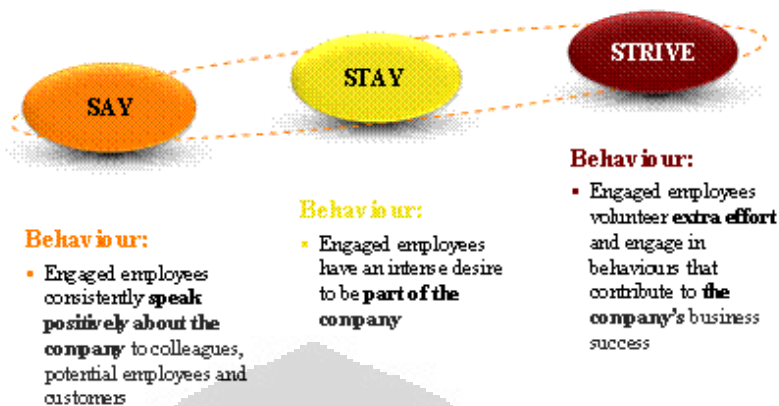 SAY
STAY
STRIVE
Behaviour:
• Engaged employees
consistently speak
positively about the
company to colleagues,
potential employees and
customers
Behaviour:
• Engaged employees
have an intense desire
to be part of the
company
Behaviour:
• Engaged employees
volunteer extra effort
and engage in
behaviours that
contribute to the
company's business
success